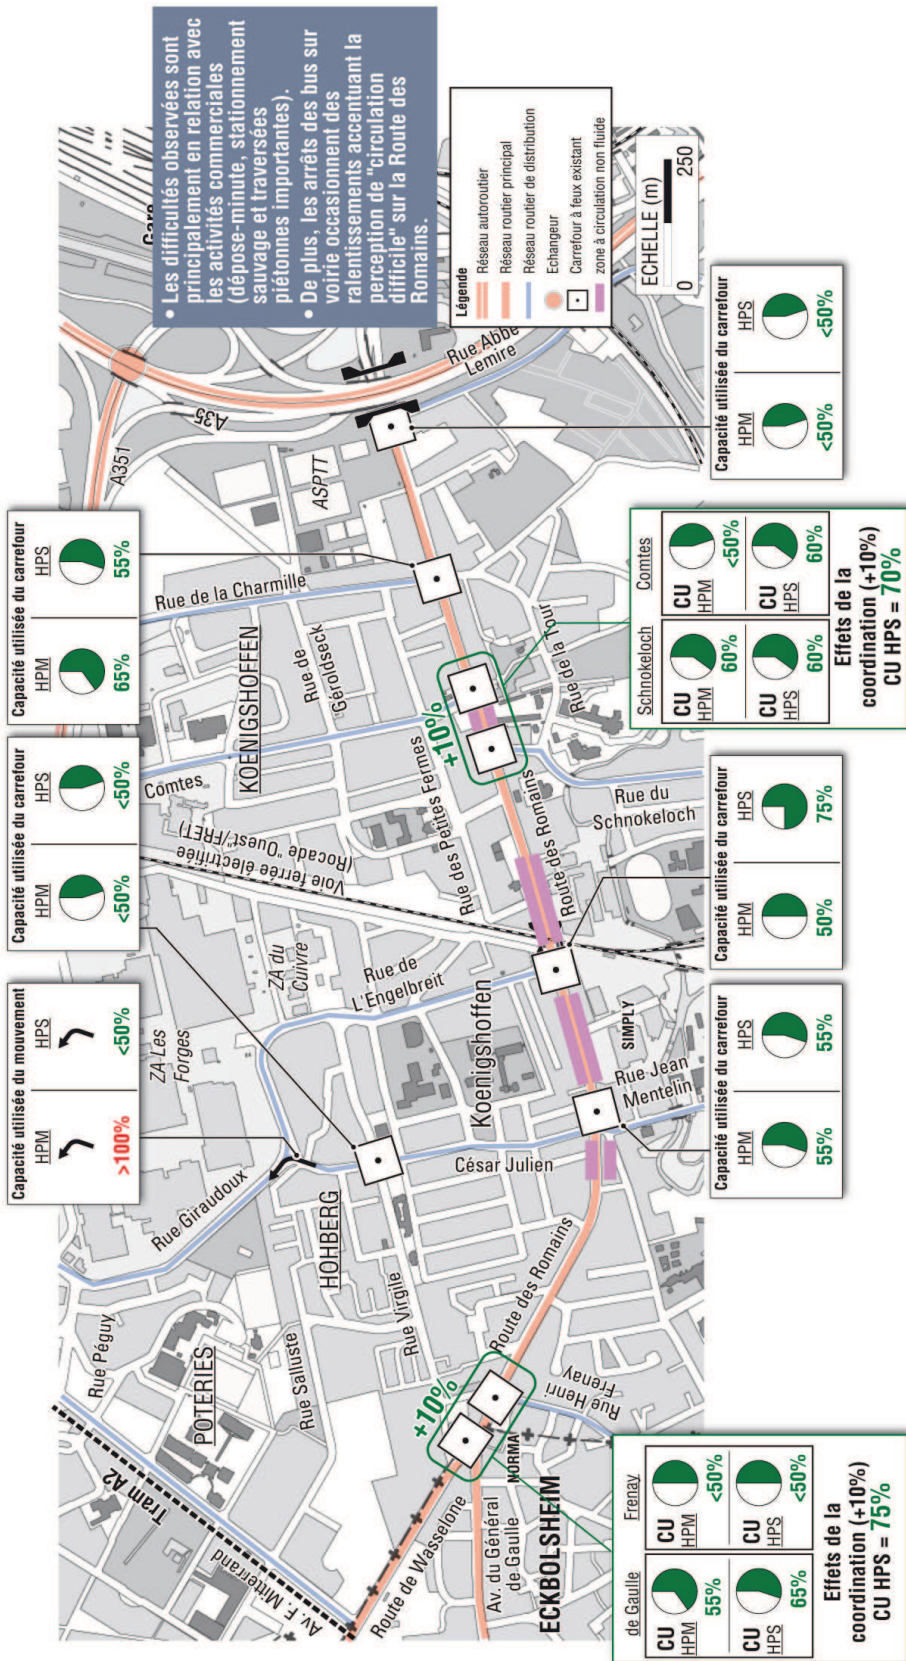 • Les difficultés observées sont
principalement en relation avec
les activités commerciales
(dépose-minute, stationnement
sauvage et traversées
piétonnes importantes).
• De plus, les arrêts des bus sur
voirie occasionnent des
ralentissements accentuant la
perception de "circulation
difficile" sur la Route des
Romains.
Légende
Réseau autoroutier
Réseau routier principal
Réseau routier de distribution
Echangeur
Carrefour à feux existant
zone à circulation non fluide
ECHELLE (m)
0 250
Capacité utilisée du mouvement
HPM HPS
>100% <50%
Capacité utilisée du carrefour
HPM HPS
<50% <50%
Capacité utilisée du carrefour
HPM HPS
65% 55%
Gare
A351
A35
Rue Abbé
Lemire
ASPTT
Rue de la Charmille
KOENIGSHOFFEN
Rue de
Géroldseck
Comtes
Voie ferrée électrifiée
(Rocade "Ouest/FRET)
Rue des Petites Fermes
+10%
Rue de la Tour
Route des Romains
Rue du
Schnokeloch
ZA du
Cuivre
Rue de
L'Engelbreit
ZA Les
Forges
Koenigshoffen
SIMPLY
Rue Jean
Mentelin
César Julien
Rue Giraudoux
HOHBERG
Rue Virgile
Route des Romains
Rue Péguy
POTERIES
Rue Salluste
+10%
Rue Henri
Frenay
NORMA
Tram A2
Av. F. Mitterrand
Route de Wasselone
Av. du Général
de Gaulle
ECKBOLSHEIM
de Gaulle Frenay
CU CU
HPM HPM
55% <50%
CU CU
HPS HPS
65% <50%
Effets de la
coordination (+10%)
CU HPS = 75%
Capacité utilisée du carrefour
HPM HPS
55% 55%
Capacité utilisée du carrefour
HPM HPS
50% 75%
Schnokeloch Comtes
CU CU
HPM HPM
60% <50%
CU CU
HPS HPS
60% 60%
Effets de la
coordination (+10%)
CU HPS = 70%
Capacité utilisée du carrefour
HPM HPS
<50% <50%